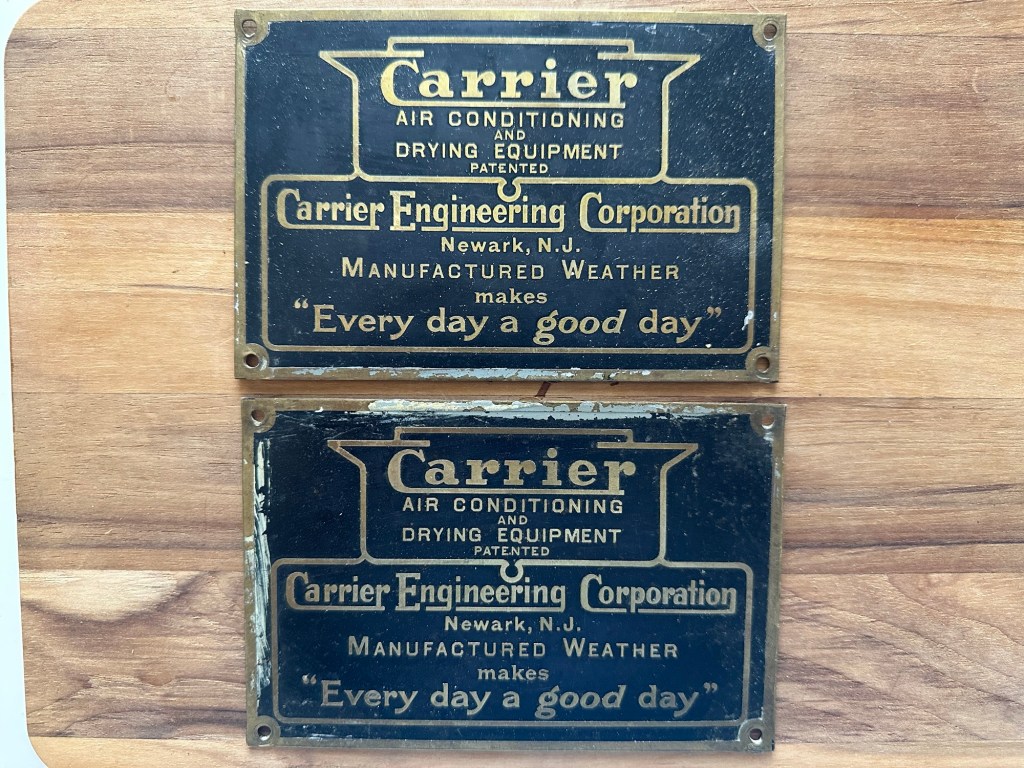 Carrier
AIR CONDITIONING
AND
DRYING EQUIPMENT
PATENTED
Carrier Engineering Corporation
Newark, N.J.
MANUFACTURED WEATHER
makes
"Every day a good day"
Carrier
AIR CONDITIONING
AND
DRYING EQUIPMENT
PATENTED
Carrier Engineering Corporation
Newark, N.J.
MANUFACTURED WEATHER
makes
"Every day a good day"